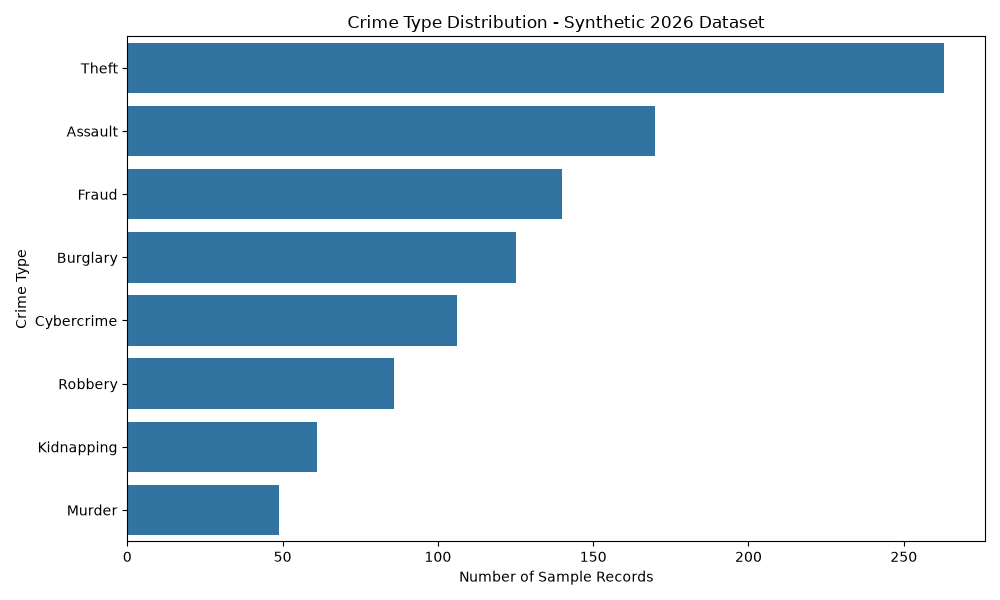 Crime Type Distribution - Synthetic 2026 Dataset
Crime Type
Theft
Assault
Fraud
Burglary
Cybercrime
Robbery
Kidnapping
Murder
0 50 100 150 200 250
Number of Sample Records